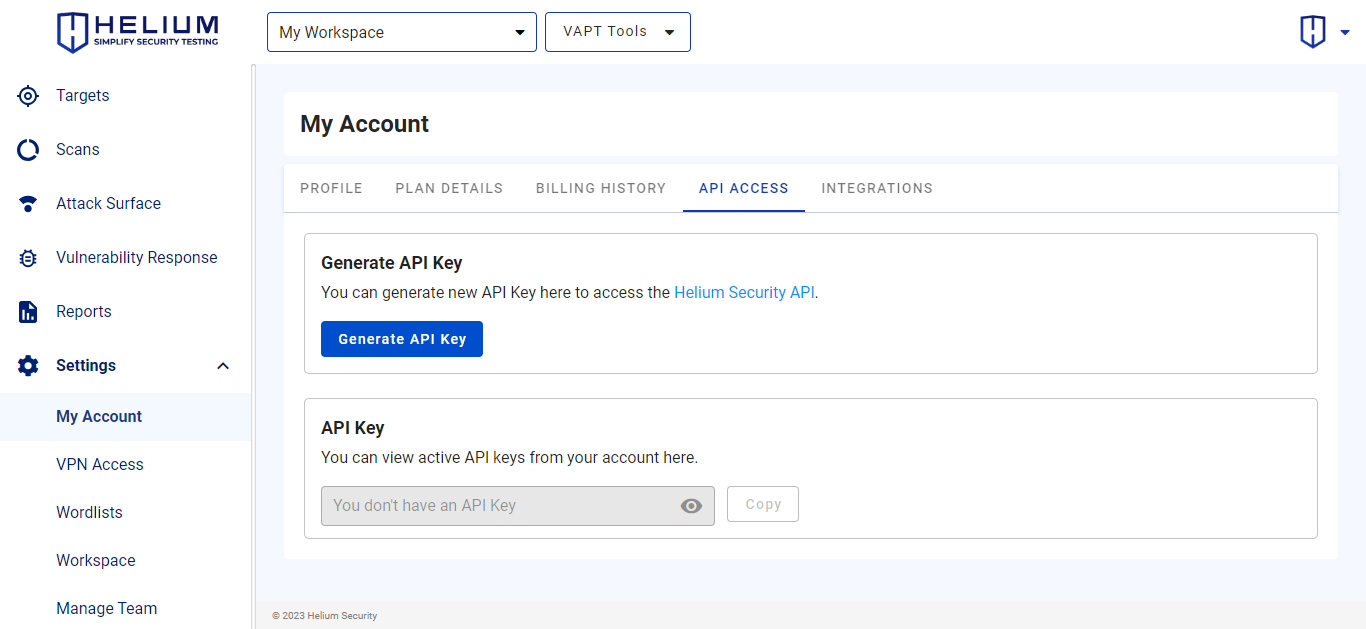 HELIUM
SIMPLIFY SECURITY TESTING
My Workspace
VAPT Tools
Targets
Scans
Attack Surface
Vulnerability Response
Reports
Settings
My Account
VPN Access
Wordlists
Workspace
Manage Team
My Account
PROFILE PLAN DETAILS BILLING HISTORY API ACCESS INTEGRATIONS
Generate API Key
You can generate new API Key here to access the Helium Security API.
Generate API Key
API Key
You can view active API keys from your account here.
You don't have an API Key
Copy
© 2023 Helium Security